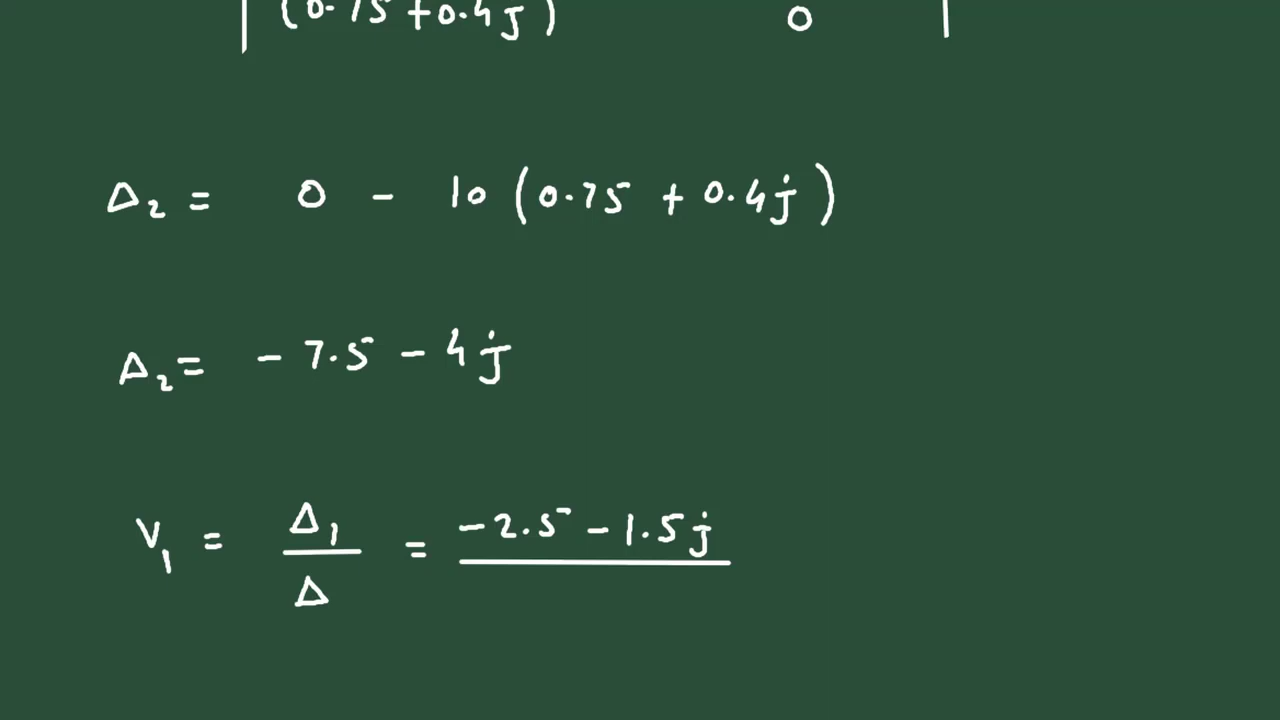 | (0.75 + 0.4j) 0 |
Δ₂ = 0 - 10 (0.75 + 0.4j)
Δ₂ = - 7.5 - 4j
V₁ = Δ₁/Δ = -2.5 - 1.5j